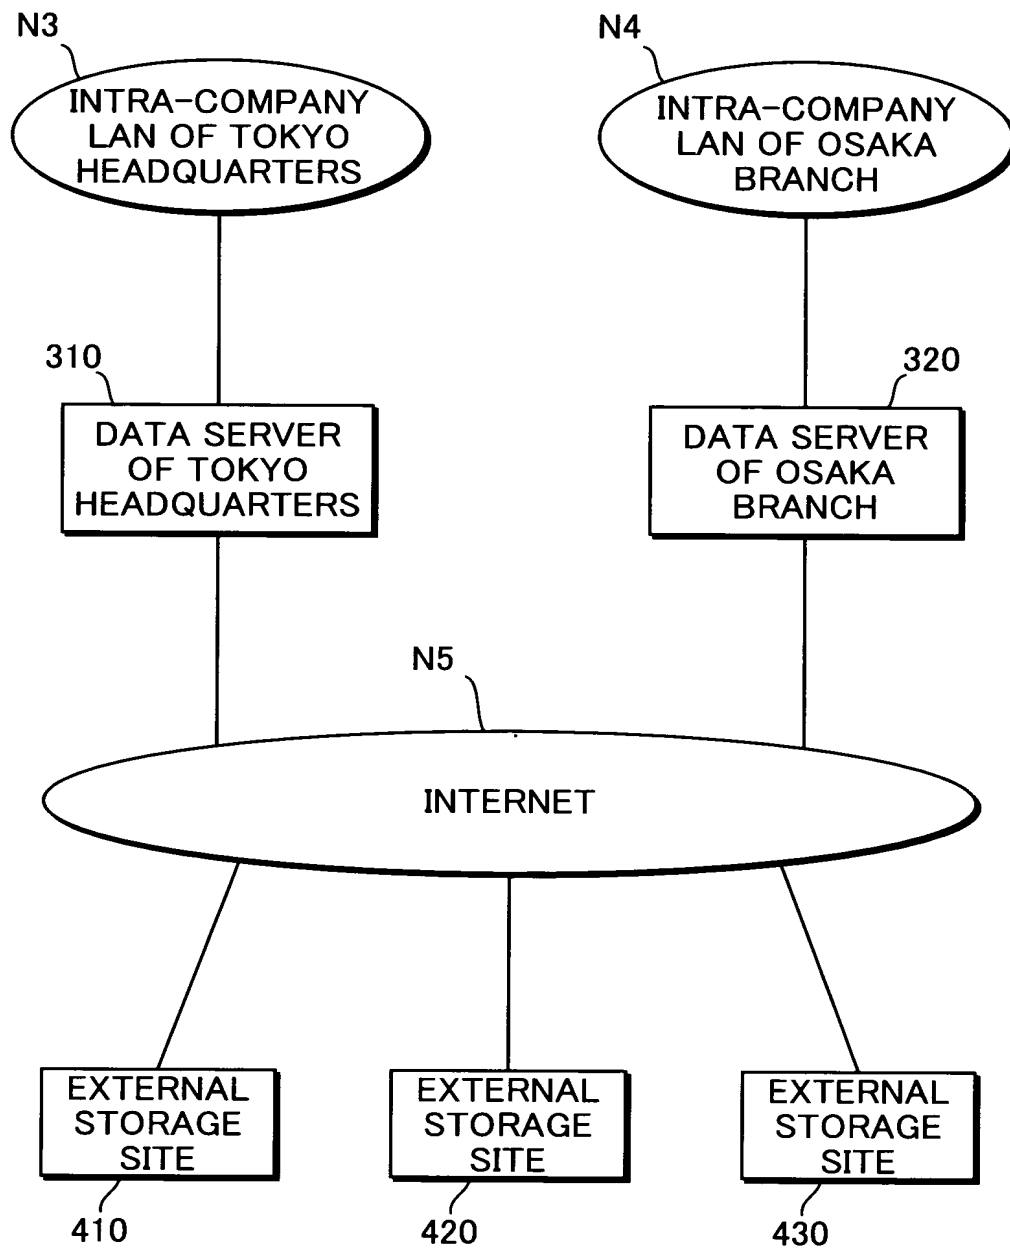 N3
INTRA-COMPANY
LAN OF TOKYO
HEADQUARTERS
N4
INTRA-COMPANY
LAN OF OSAKA
BRANCH
310
DATA SERVER
OF TOKYO
HEADQUARTERS
320
DATA SERVER
OF OSAKA
BRANCH
N5
INTERNET
EXTERNAL
STORAGE
SITE
410
EXTERNAL
STORAGE
SITE
420
EXTERNAL
STORAGE
SITE
430